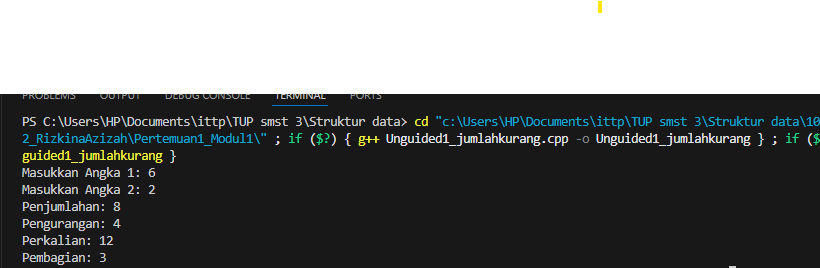 PROBLEMS OUTPUT DEBUG CONSOLE TERMINAL PORTS
PS C:\Users\HP\Documents\ittp\TUP smst 3\Struktur data> cd "c:\Users\HP\Documents\ittp\TUP smst 3\Struktur data\10
2_RizkinaAzizah\Pertemuan1_Modul1\" ; if ($?) { g++ Unguided1_jumlahkurang.cpp -o Unguided1_jumlahkurang } ; if ($
guided1_jumlahkurang }
Masukkan Angka 1: 6
Masukkan Angka 2: 2
Penjumlahan: 8
Pengurangan: 4
Perkalian: 12
Pembagian: 3